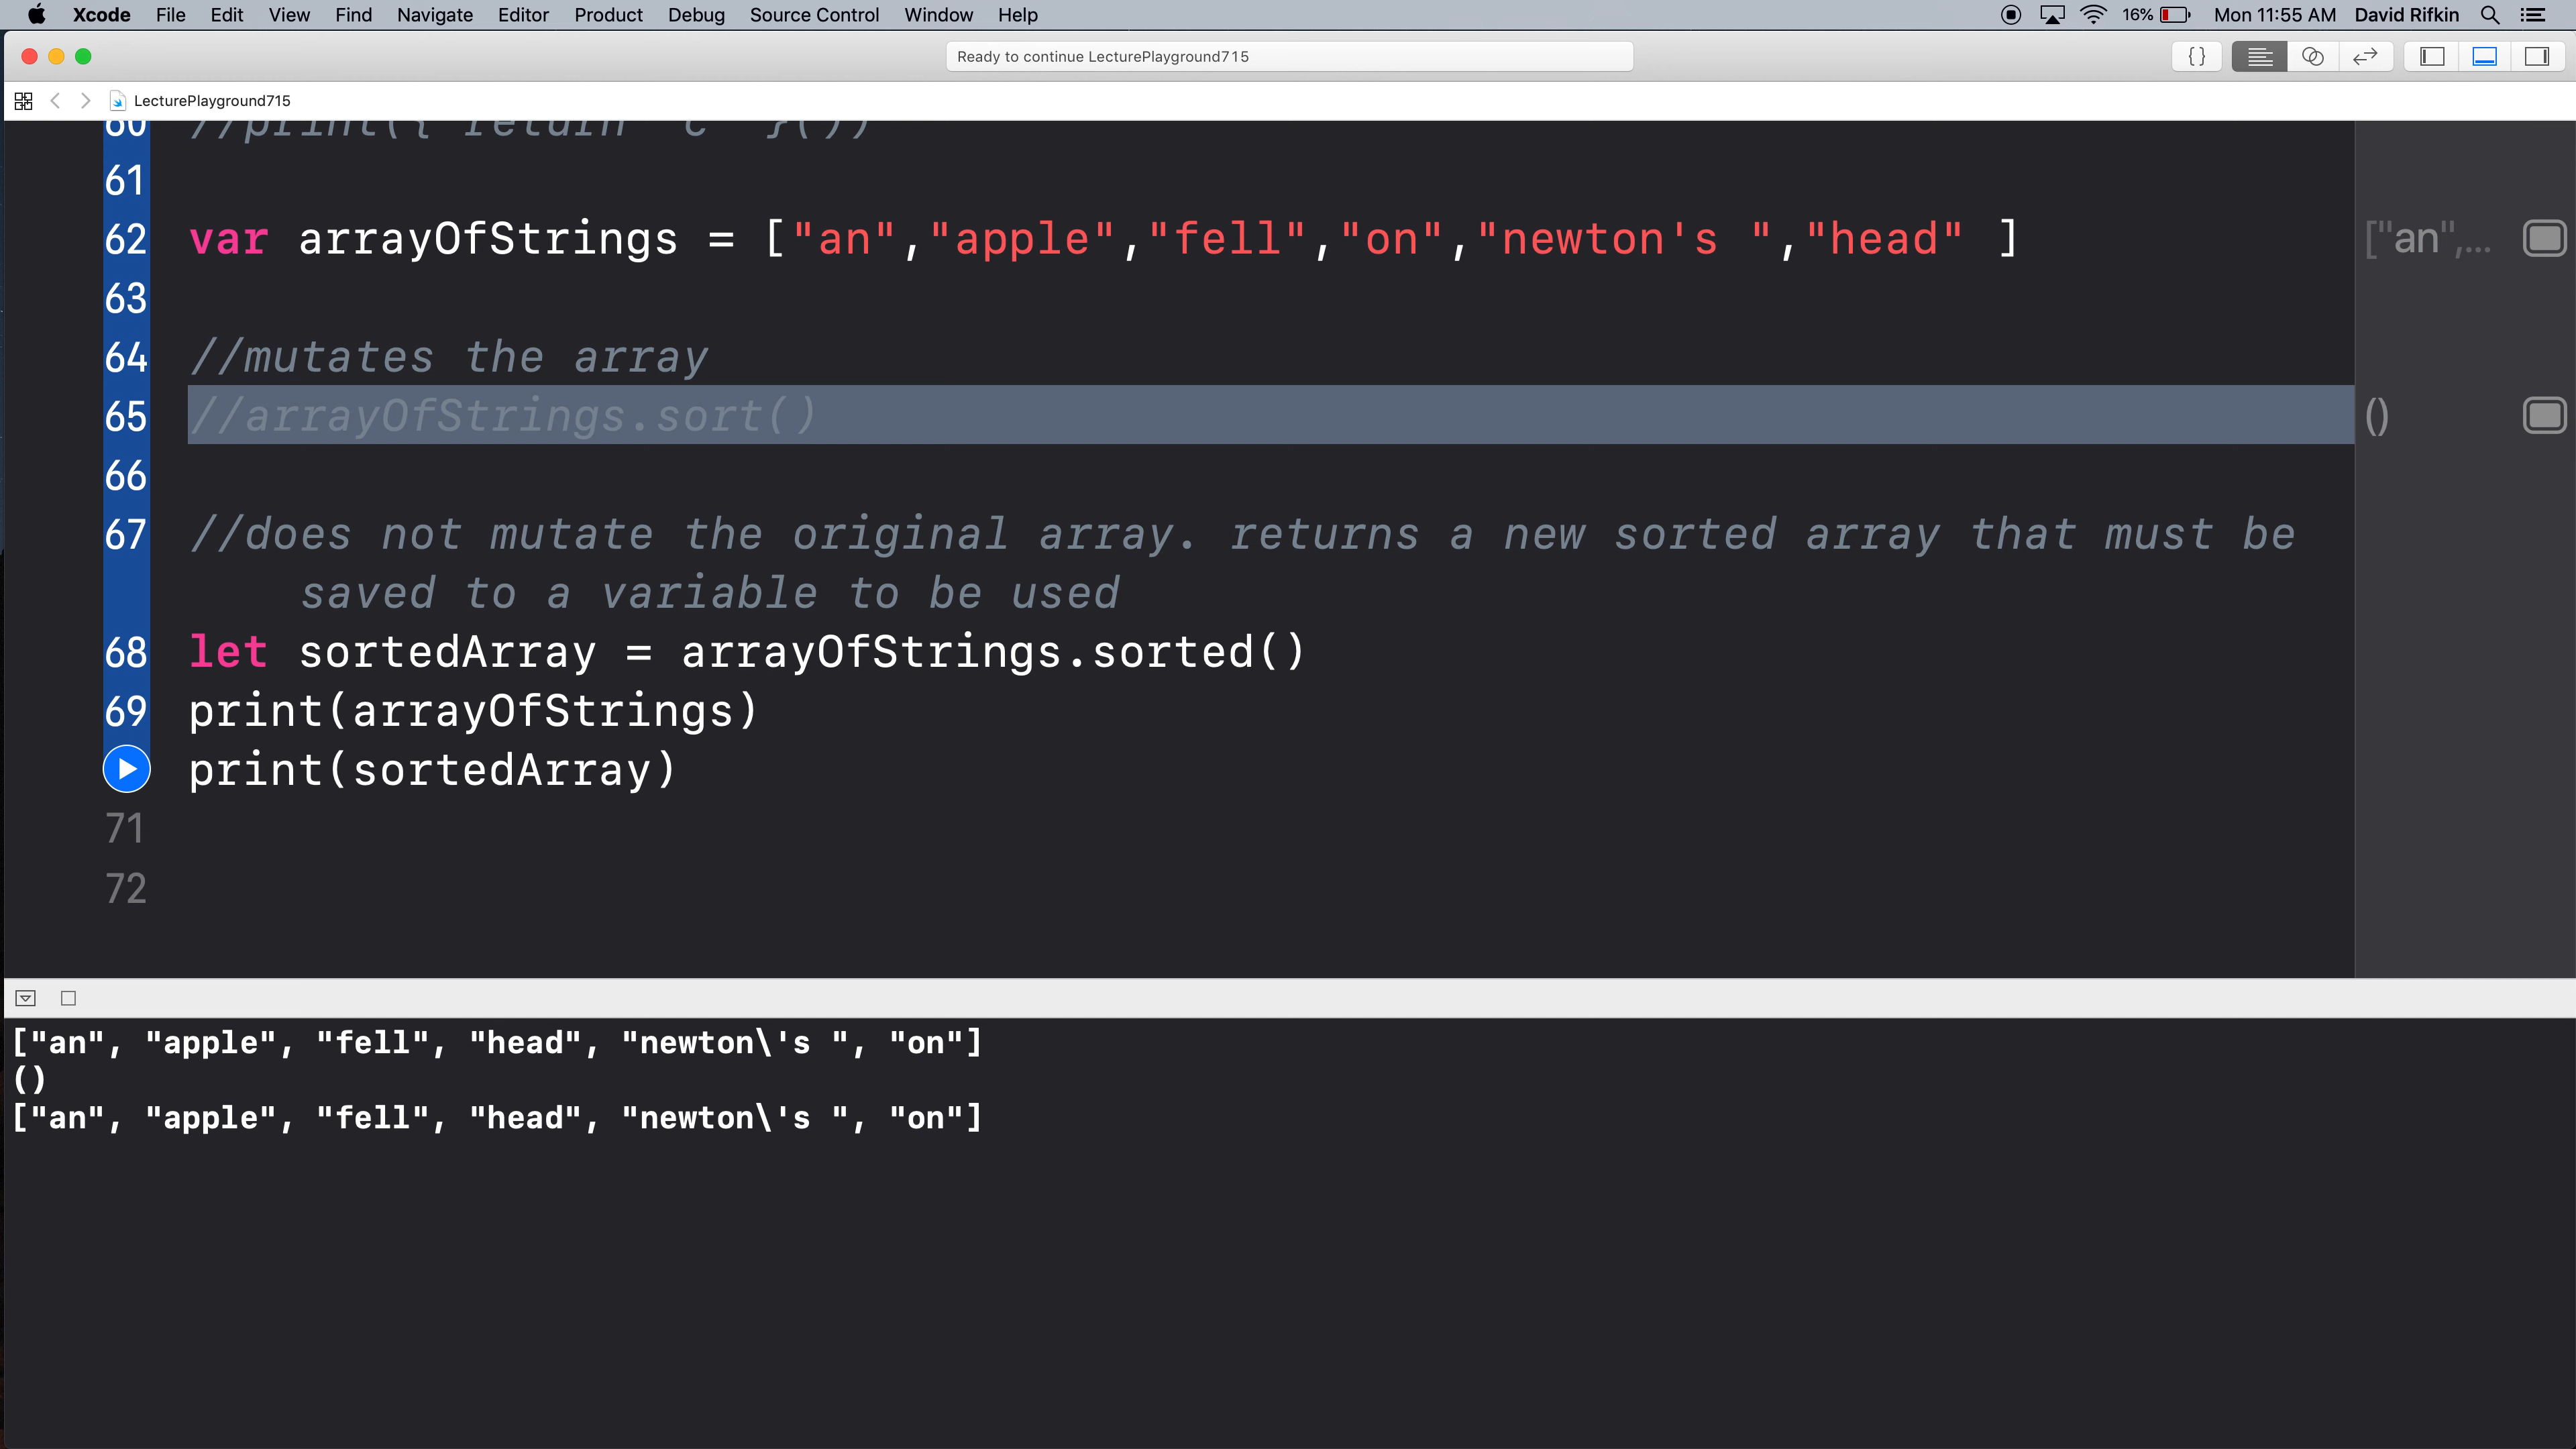 Xcode File Edit View Find Navigate Editor Product Debug Source Control Window Help 16% Mon 11:55 AM David Rifkin
Ready to continue LecturePlayground715 {}
LecturePlayground715
60 //print({ return "c" }())
61
62 var arrayOfStrings = ["an","apple","fell","on","newton's ","head" ] ["an",...
63
64 //mutates the array
65 //arrayOfStrings.sort() ()
66
67 //does not mutate the original array. returns a new sorted array that must be
saved to a variable to be used
68 let sortedArray = arrayOfStrings.sorted()
69 print(arrayOfStrings)
print(sortedArray)
71
72
["an", "apple", "fell", "head", "newton\'s ", "on"]
()
["an", "apple", "fell", "head", "newton\'s ", "on"]